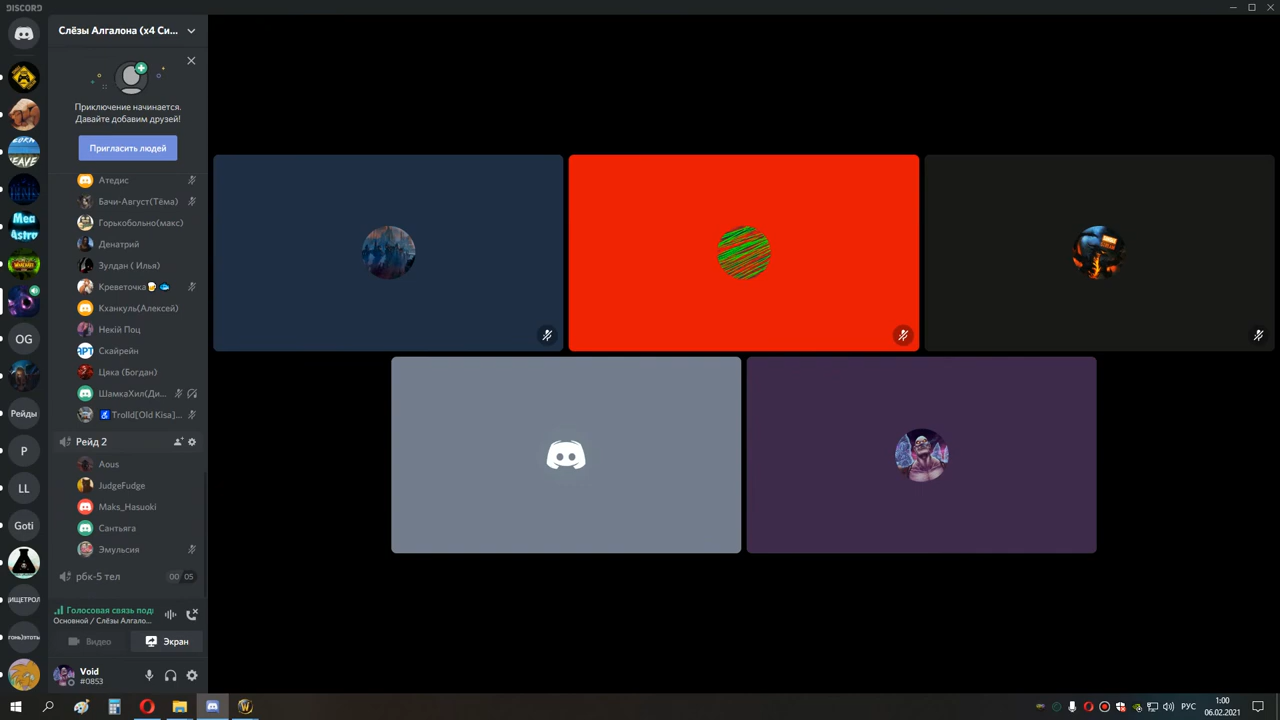 DISCORD
Слёзы Алгалона (x4 Си...
Приключение начинается.
Давайте добавим друзей!
Пригласить людей
Атедис
Бачи-Август(Тёма)
Горькобольно(макс)
Денатрий
Зулдан ( Илья)
Креветочка🍺 🐟
Кханкуль(Алексей)
Некiй Поц
Скайрейн
Цяка (Богдан)
ШамкаХил(Ди...
Trolld[Old Kisa]...
Рейд 2
Aous
JudgeFudge
Maks_Hasuoki
Сантьяга
Эмульсия
рбк-5 тел
00 05
Голосовая связь под
Основной / Слёзы Алгало...
Видео
Экран
Void
#0853
Mea
Astro
OG
Рейды
P
LL
Goti
РУС
1:00
06.02.2021